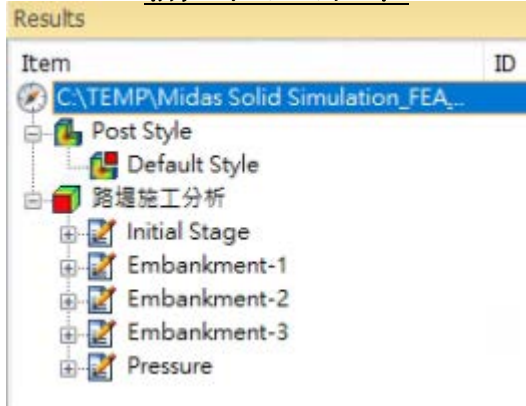 Results
Item ID
C:\TEMP\Midas Solid Simulation_FEA_...
Post Style
Default Style
路堤施工分析
Initial Stage
Embankment-1
Embankment-2
Embankment-3
Pressure